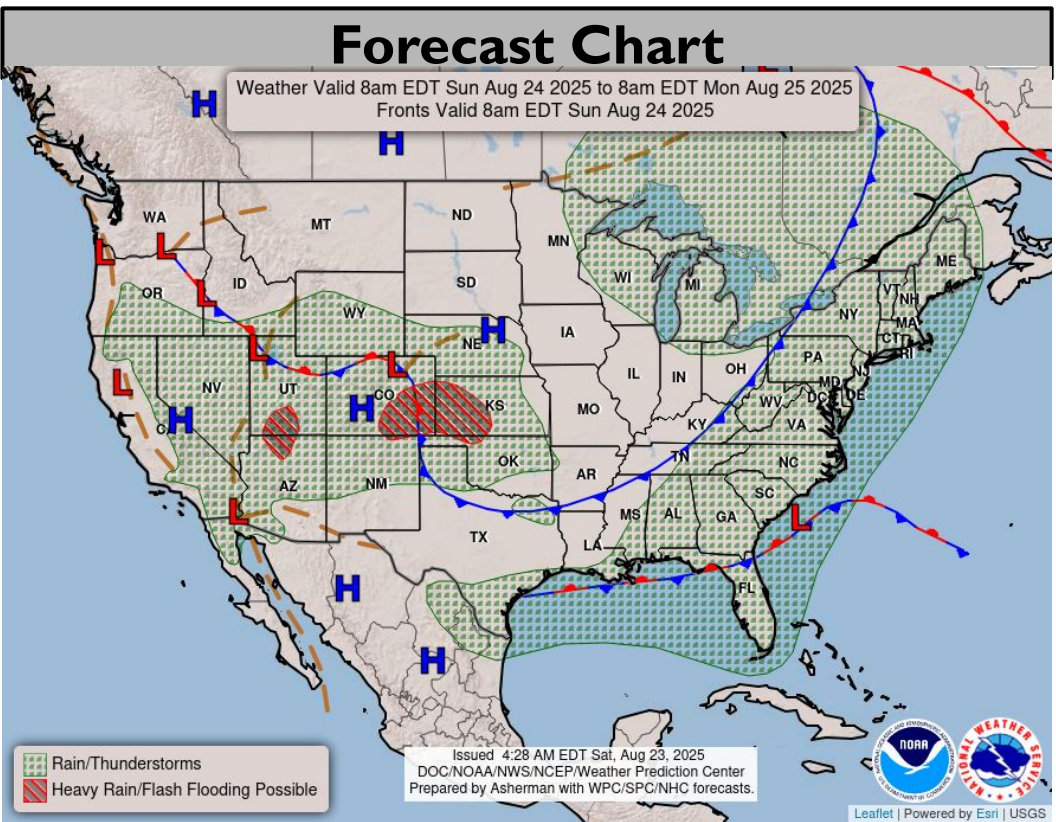 Forecast Chart
Weather Valid 8am EDT Sun Aug 24 2025 to 8am EDT Mon Aug 25 2025
Fronts Valid 8am EDT Sun Aug 24 2025
L
H
H
WA
MT
ND
MN
L
L
OR
L
ID
WY
SD
WI
MI
ME
VT
NH
NY
MA
CT
RI
L
L
NE
H
IA
IL
IN
OH
PA
NJ
MD
DE
DC
L
NV
UT
CO
H
KS
MO
KY
WV
VA
C
H
AZ
NM
OK
AR
TN
NC
SC
L
TX
LA
MS
AL
GA
L
FL
H
H
Rain/Thunderstorms
Heavy Rain/Flash Flooding Possible
Issued 4:28 AM EDT Sat, Aug 23, 2025
DOC/NOAA/NWS/NCEP/Weather Prediction Center
Prepared by Asherman with WPC/SPC/NHC forecasts.
NOAA
NATIONAL WEATHER SERVICE
Leaflet | Powered by Esri | USGS